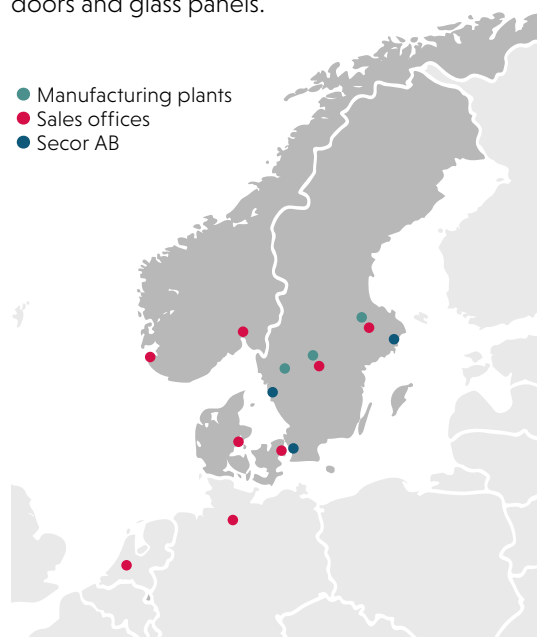 doors and glass panels.
Manufacturing plants
Sales offices
Secor AB